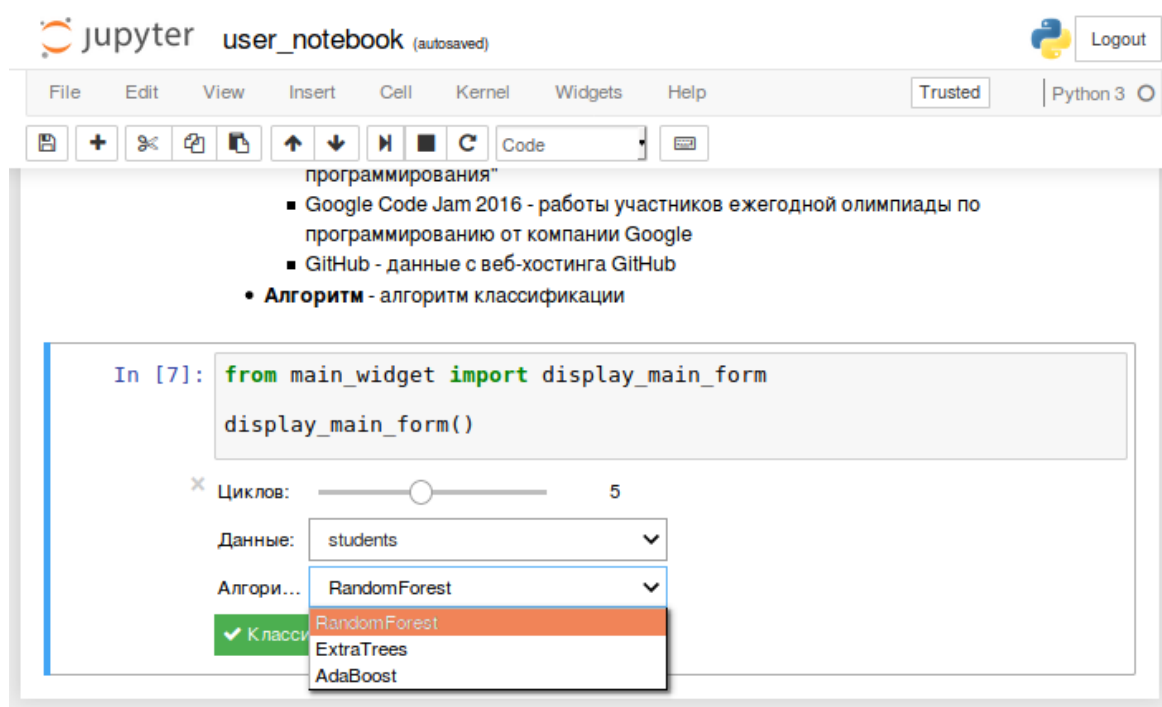 jupyter user_notebook (autosaved) Logout
File Edit View Insert Cell Kernel Widgets Help Trusted Python 3
Code
программирования"
Google Code Jam 2016 - работы участников ежегодной олимпиады по
программированию от компании Google
GitHub - данные с веб-хостинга GitHub
Алгоритм - алгоритм классификации
In [7]: from main_widget import display_main_form
display_main_form()
Циклов: 5
Данные: students
Алгори... RandomForest
Класси RandomForest
ExtraTrees
AdaBoost